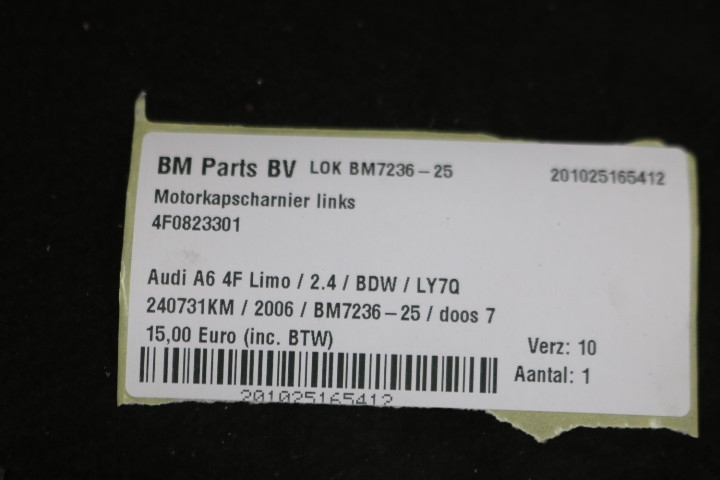 BM Parts BV LOK BM7236-25 201025165412
Motorkapscharnier links
4F0823301
Audi A6 4F Limo / 2.4 / BDW / LY7Q
240731KM / 2006 / BM7236-25 / doos 7
15,00 Euro (inc. BTW) Verz: 10
Aantal: 1
201025165412